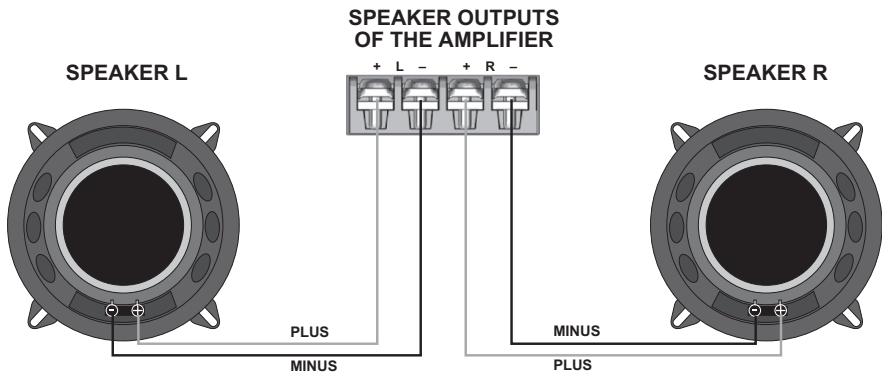 SPEAKER OUTPUTS
OF THE AMPLIFIER
SPEAKER L
+ L – + R –
SPEAKER R
- +
- +
PLUS
MINUS
MINUS
PLUS